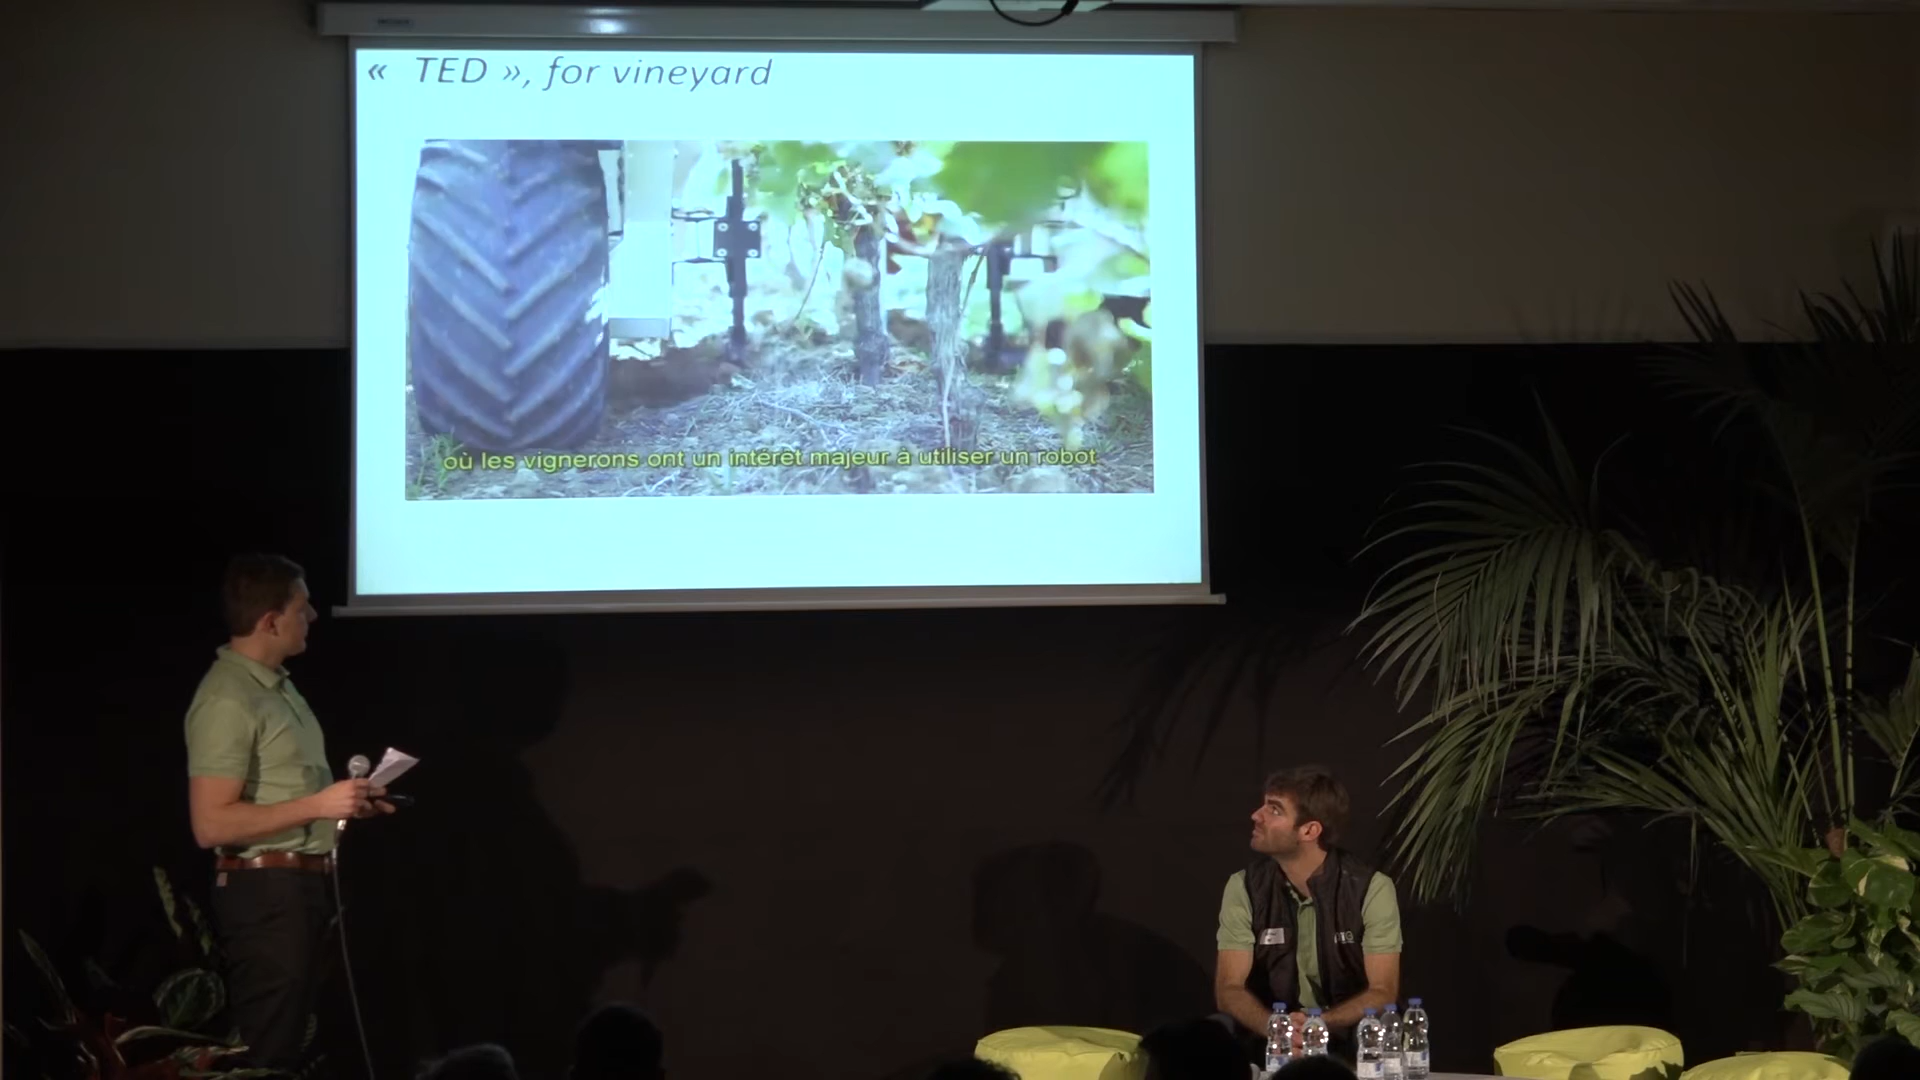 « TED », for vineyard
où les vignerons ont un intérêt majeur à utiliser un robot